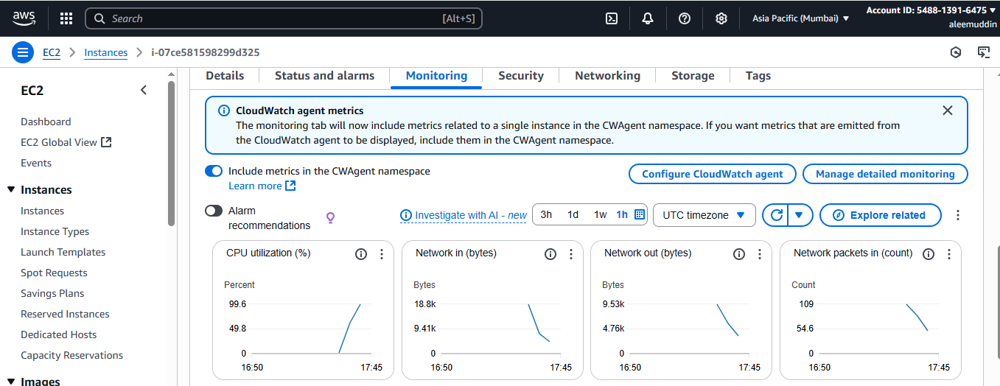 aws
Search
[Alt+S]
Asia Pacific (Mumbai)
Account ID: 5488-1391-6475
aleemuddin
EC2
Instances
i-07ce581598299d325
EC2
Dashboard
EC2 Global View
Events
Instances
Instances
Instance Types
Launch Templates
Spot Requests
Savings Plans
Reserved Instances
Dedicated Hosts
Capacity Reservations
Images
Details
Status and alarms
Monitoring
Security
Networking
Storage
Tags
CloudWatch agent metrics
The monitoring tab will now include metrics related to a single instance in the CWAgent namespace. If you want metrics that are emitted from
the CloudWatch agent to be displayed, include them in the CWAgent namespace.
Include metrics in the CWAgent namespace
Learn more
Configure CloudWatch agent
Manage detailed monitoring
Alarm
recommendations
Investigate with AI - new
3h
1d
1w
1h
UTC timezone
Explore related
CPU utilization (%)
Percent
99.6
49.8
0
16:50
17:45
Network in (bytes)
Bytes
18.8k
9.41k
0
16:50
17:45
Network out (bytes)
Bytes
9.53k
4.76k
0
16:50
17:45
Network packets in (count)
Count
109
54.6
0
16:50
17:45